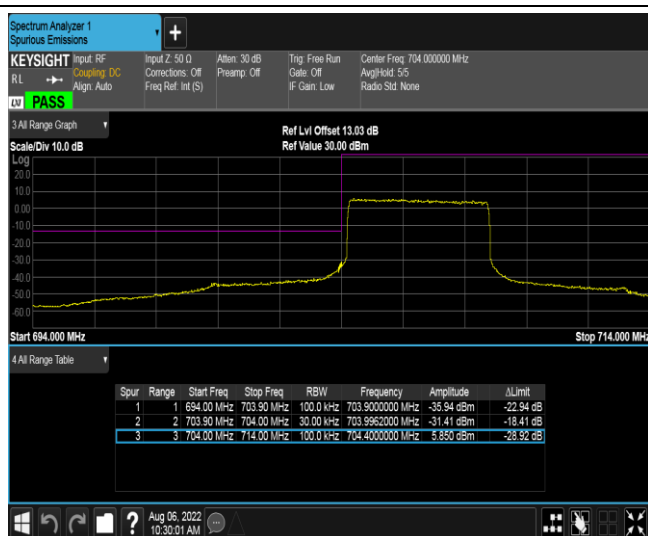 Spectrum Analyzer 1
Spurious Emissions
KEYSIGHT Input: RF Input Z: 50 Ω Atten: 30 dB Trig: Free Run Center Freq: 704.000000 MHz
RL Coupling: DC Corrections: Off Preamp: Off Gate: Off Avg|Hold: 5/5
Align: Auto Freq Ref: Int (S) IF Gain: Low Radio Std: None
LXI PASS
3 All Range Graph
Ref Lvl Offset 13.03 dB
Scale/Div 10.0 dB Ref Value 30.00 dBm
Log
20.0
10.0
0.00
-10.0
-20.0
-30.0
-40.0
-50.0
-60.0
Start 694.000 MHz Stop 714.000 MHz
4 All Range Table
Spur Range Start Freq Stop Freq RBW Frequency Amplitude ΔLimit
1 1 694.00 MHz 703.90 MHz 100.0 kHz 703.9000000 MHz -35.94 dBm -22.94 dB
2 2 703.90 MHz 704.00 MHz 30.00 kHz 703.9962000 MHz -31.41 dBm -18.41 dB
3 3 704.00 MHz 714.00 MHz 100.0 kHz 704.4000000 MHz 5.850 dBm -28.92 dB
? Aug 06, 2022
10:30:01 AM